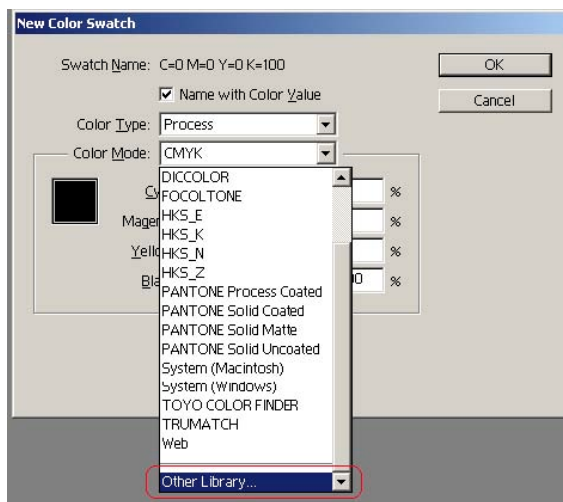 New Color Swatch
Swatch Name: C=0 M=0 Y=0 K=100
OK
Name with Color Value
Cancel
Color Type: Process
Color Mode: CMYK
DICCOLOR
FOCOLTONE
%
HKS_E
HKS_K
%
HKS_N
%
HKS_Z
%
PANTONE Process Coated
PANTONE Solid Coated
PANTONE Solid Matte
PANTONE Solid Uncoated
System (Macintosh)
System (Windows)
TOYO COLOR FINDER
TRUMATCH
Web
Other Library...